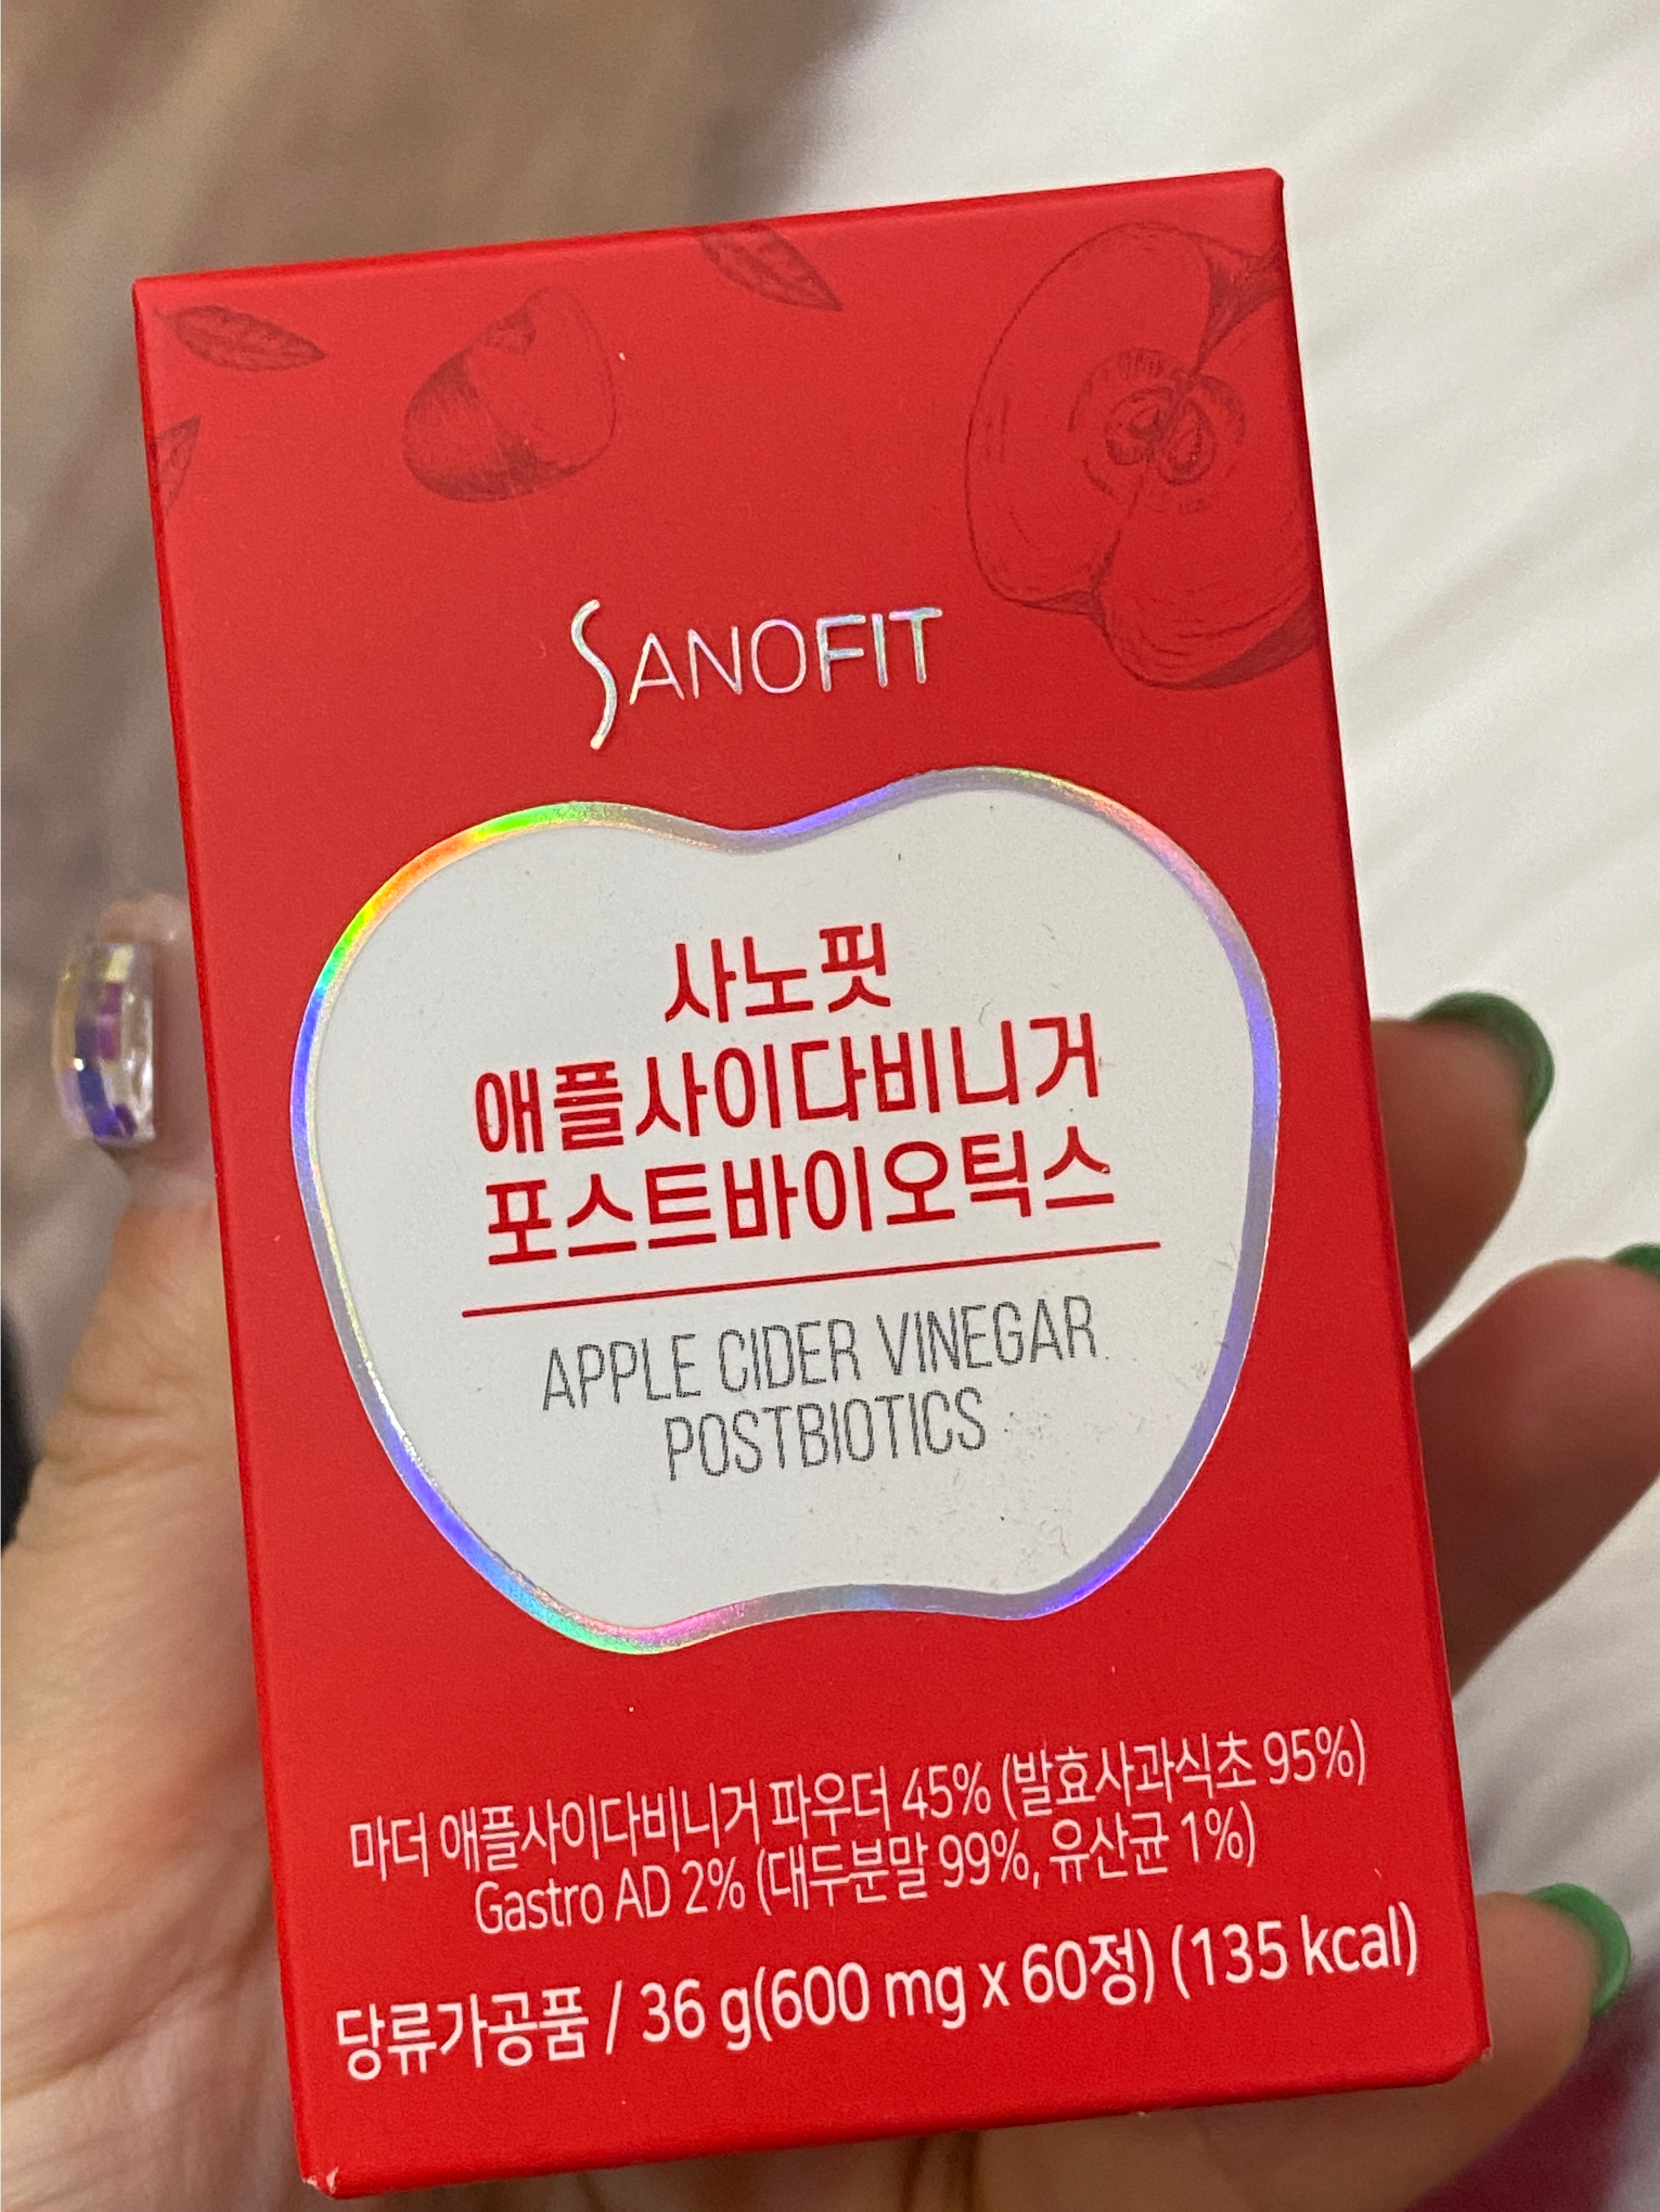 SANOFIT
사노핏
애플사이다비니거
포스트바이오틱스
APPLE CIDER VINEGAR
POSTBIOTICS
마더 애플사이다비니거 파우더 45% (발효사과식초 95%)
Gastro AD 2% (대두분말 99%, 유산균 1%)
당류가공품 / 36 g(600 mg x 60정) (135 kcal)